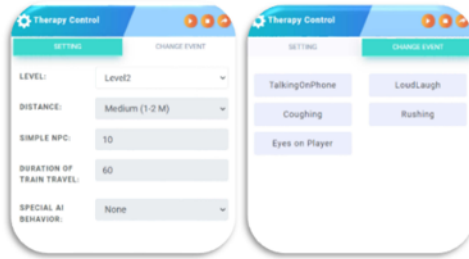 Therapy Control
SETTING
CHANGE EVENT
LEVEL:
Level2
DISTANCE:
Medium (1-2 M)
SIMPLE NPC:
10
DURATION OF
TRAIN TRAVEL:
60
SPECIAL AI
BEHAVIOR:
None
Therapy Control
SETTING
CHANGE EVENT
TalkingOnPhone
LoudLaugh
Coughing
Rushing
Eyes on Player